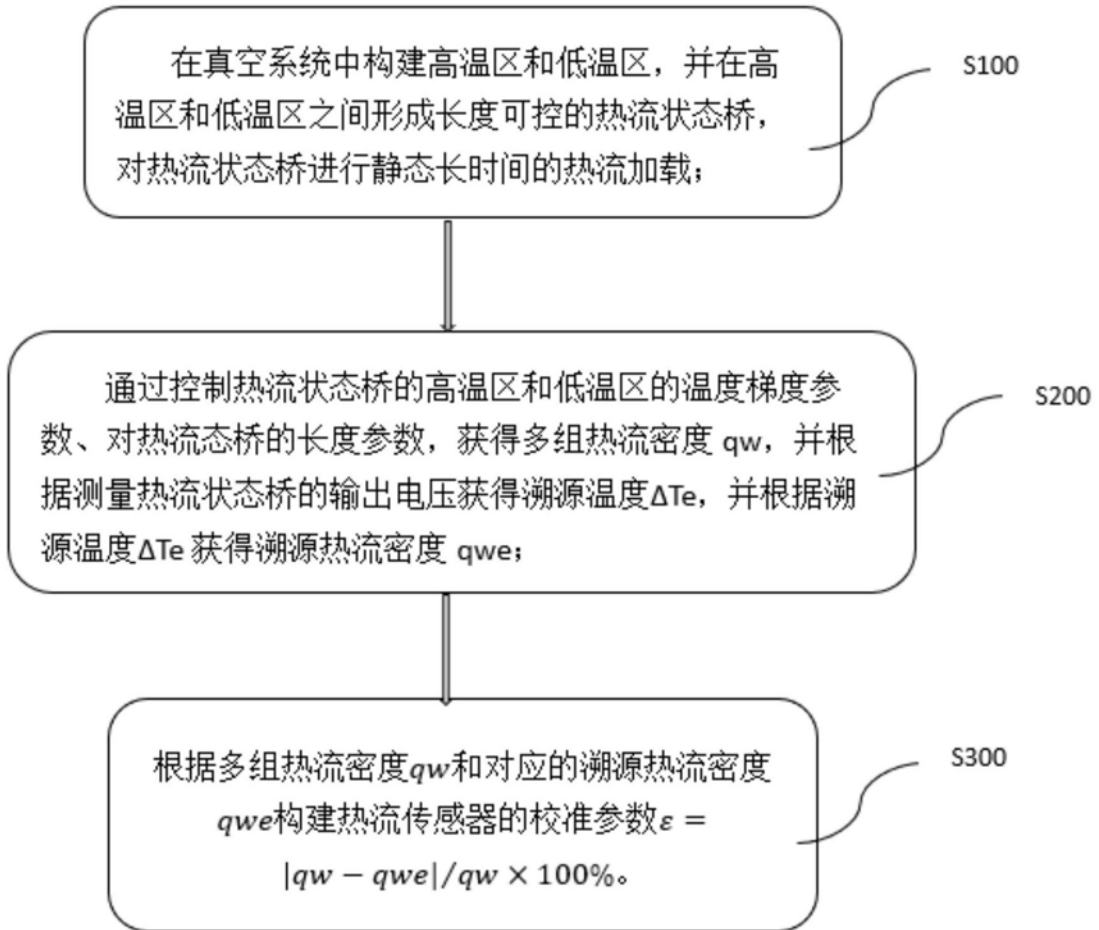 在真空系统中构建高温区和低温区，并在高
温区和低温区之间形成长度可控的热流状态桥，
对热流状态桥进行静态长时间的热流加载；
S100
通过控制热流状态桥的高温区和低温区的温度梯度参
数、对热流态桥的长度参数，获得多组热流密度 qw，并根
据测量热流状态桥的输出电压获得溯源温度ΔTe，并根据溯
源温度ΔTe 获得溯源热流密度 qwe；
S200
根据多组热流密度qw和对应的溯源热流密度
qwe构建热流传感器的校准参数ε =
|qw − qwe|/qw × 100%。
S300